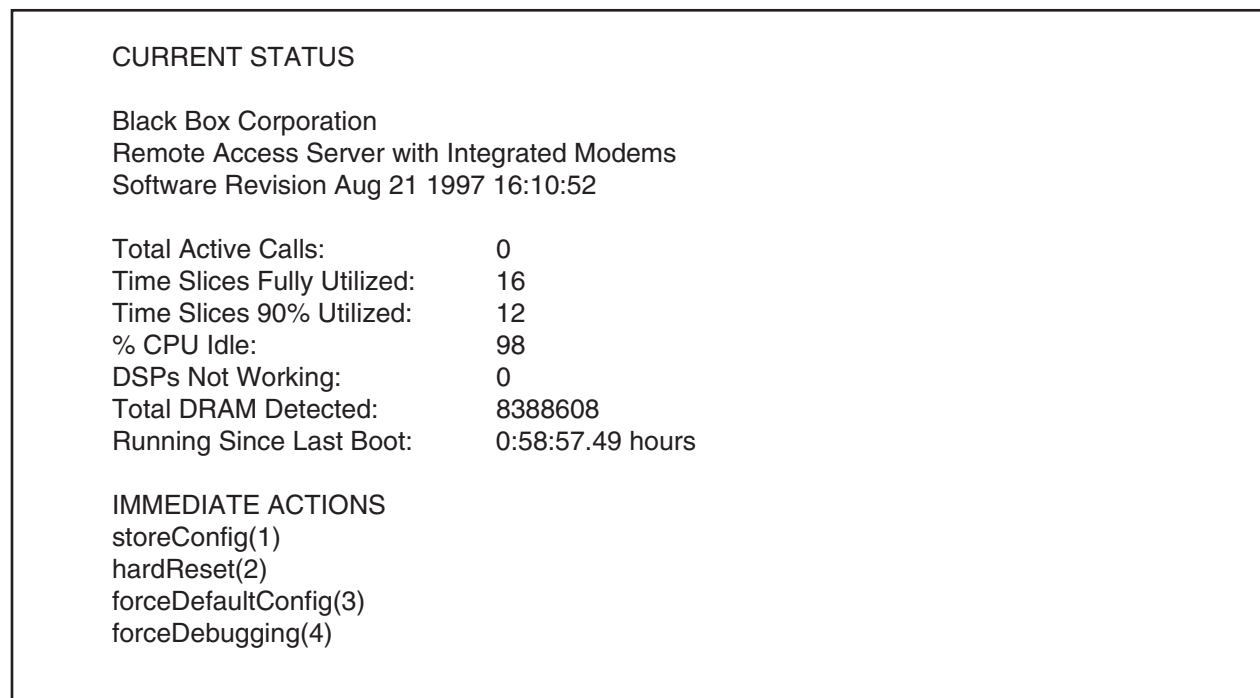 CURRENT STATUS
Black Box Corporation
Remote Access Server with Integrated Modems
Software Revision Aug 21 1997 16:10:52
Total Active Calls: 0
Time Slices Fully Utilized: 16
Time Slices 90% Utilized: 12
% CPU Idle: 98
DSPs Not Working: 0
Total DRAM Detected: 8388608
Running Since Last Boot: 0:58:57.49 hours
IMMEDIATE ACTIONS
storeConfig(1)
hardReset(2)
forceDefaultConfig(3)
forceDebugging(4)